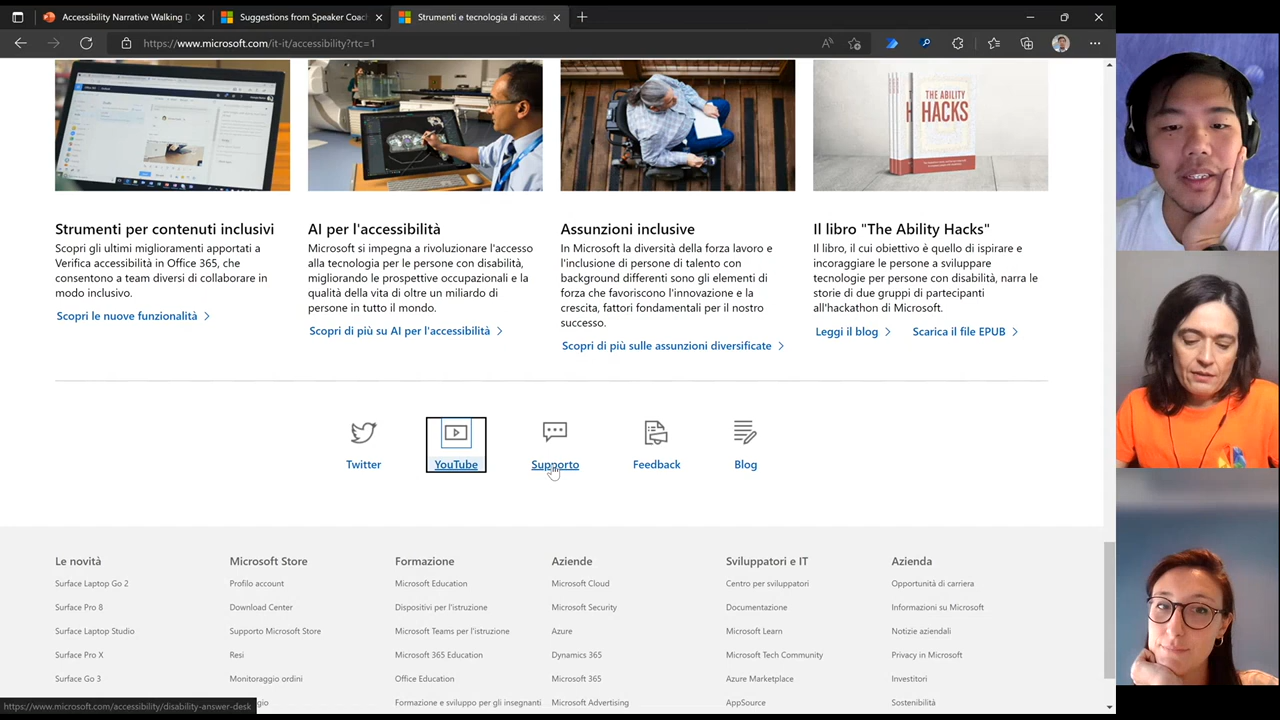 Accessibility Narrative Walking D
Suggestions from Speaker Coac
Strumenti e tecnologia di access
https://www.microsoft.com/it-it/accessibility?rtc=1
THE ABILITY
HACKS
Strumenti per contenuti inclusivi
Scopri gli ultimi miglioramenti apportati a
Verifica accessibilità in Office 365, che
consentono a team diversi di collaborare in
modo inclusivo.
Scopri le nuove funzionalità
AI per l'accessibilità
Microsoft si impegna a rivoluzionare l'accesso
alla tecnologia per le persone con disabilità,
migliorando le prospettive occupazionali e la
qualità della vita di oltre un miliardo di
persone in tutto il mondo.
Scopri di più su AI per l'accessibilità
Assunzioni inclusive
In Microsoft la diversità della forza lavoro e
l'inclusione di persone di talento con
background differenti sono gli elementi di
forza che favoriscono l'innovazione e la
crescita, fattori fondamentali per il nostro
successo.
Scopri di più sulle assunzioni diversificate
Il libro "The Ability Hacks"
Il libro, il cui obiettivo è quello di ispirare e
incoraggiare le persone a sviluppare
tecnologie per persone con disabilità, narra le
storie di due gruppi di partecipanti
all'hackathon di Microsoft.
Leggi il blog
Scarica il file EPUB
Twitter
YouTube
Supporto
Feedback
Blog
Le novità
Surface Laptop Go 2
Surface Pro 8
Surface Laptop Studio
Surface Pro X
Surface Go 3
Microsoft Store
Profilo account
Download Center
Supporto Microsoft Store
Resi
Monitoraggio ordini
Formazione
Microsoft Education
Dispositivi per l'istruzione
Microsoft Teams per l'istruzione
Microsoft 365 Education
Office Education
Formazione e sviluppo per gli insegnanti
Aziende
Microsoft Cloud
Microsoft Security
Azure
Dynamics 365
Microsoft 365
Microsoft Advertising
Sviluppatori e IT
Centro per sviluppatori
Documentazione
Microsoft Learn
Microsoft Tech Community
Azure Marketplace
AppSource
Azienda
Opportunità di carriera
Informazioni su Microsoft
Notizie aziendali
Privacy in Microsoft
Investitori
Sostenibilità
https://www.microsoft.com/accessibility/disability-answer-desk